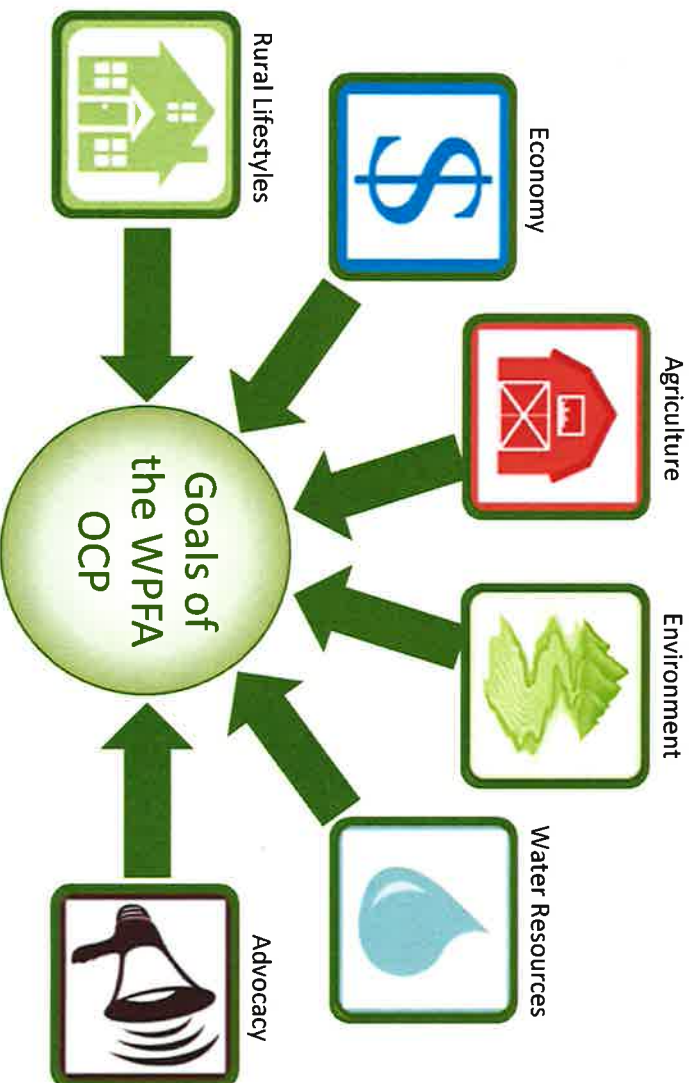 Rural Lifestyles
Economy
Agriculture
Environment
Water Resources
Advocacy
Goals of
the WPFA
OCP